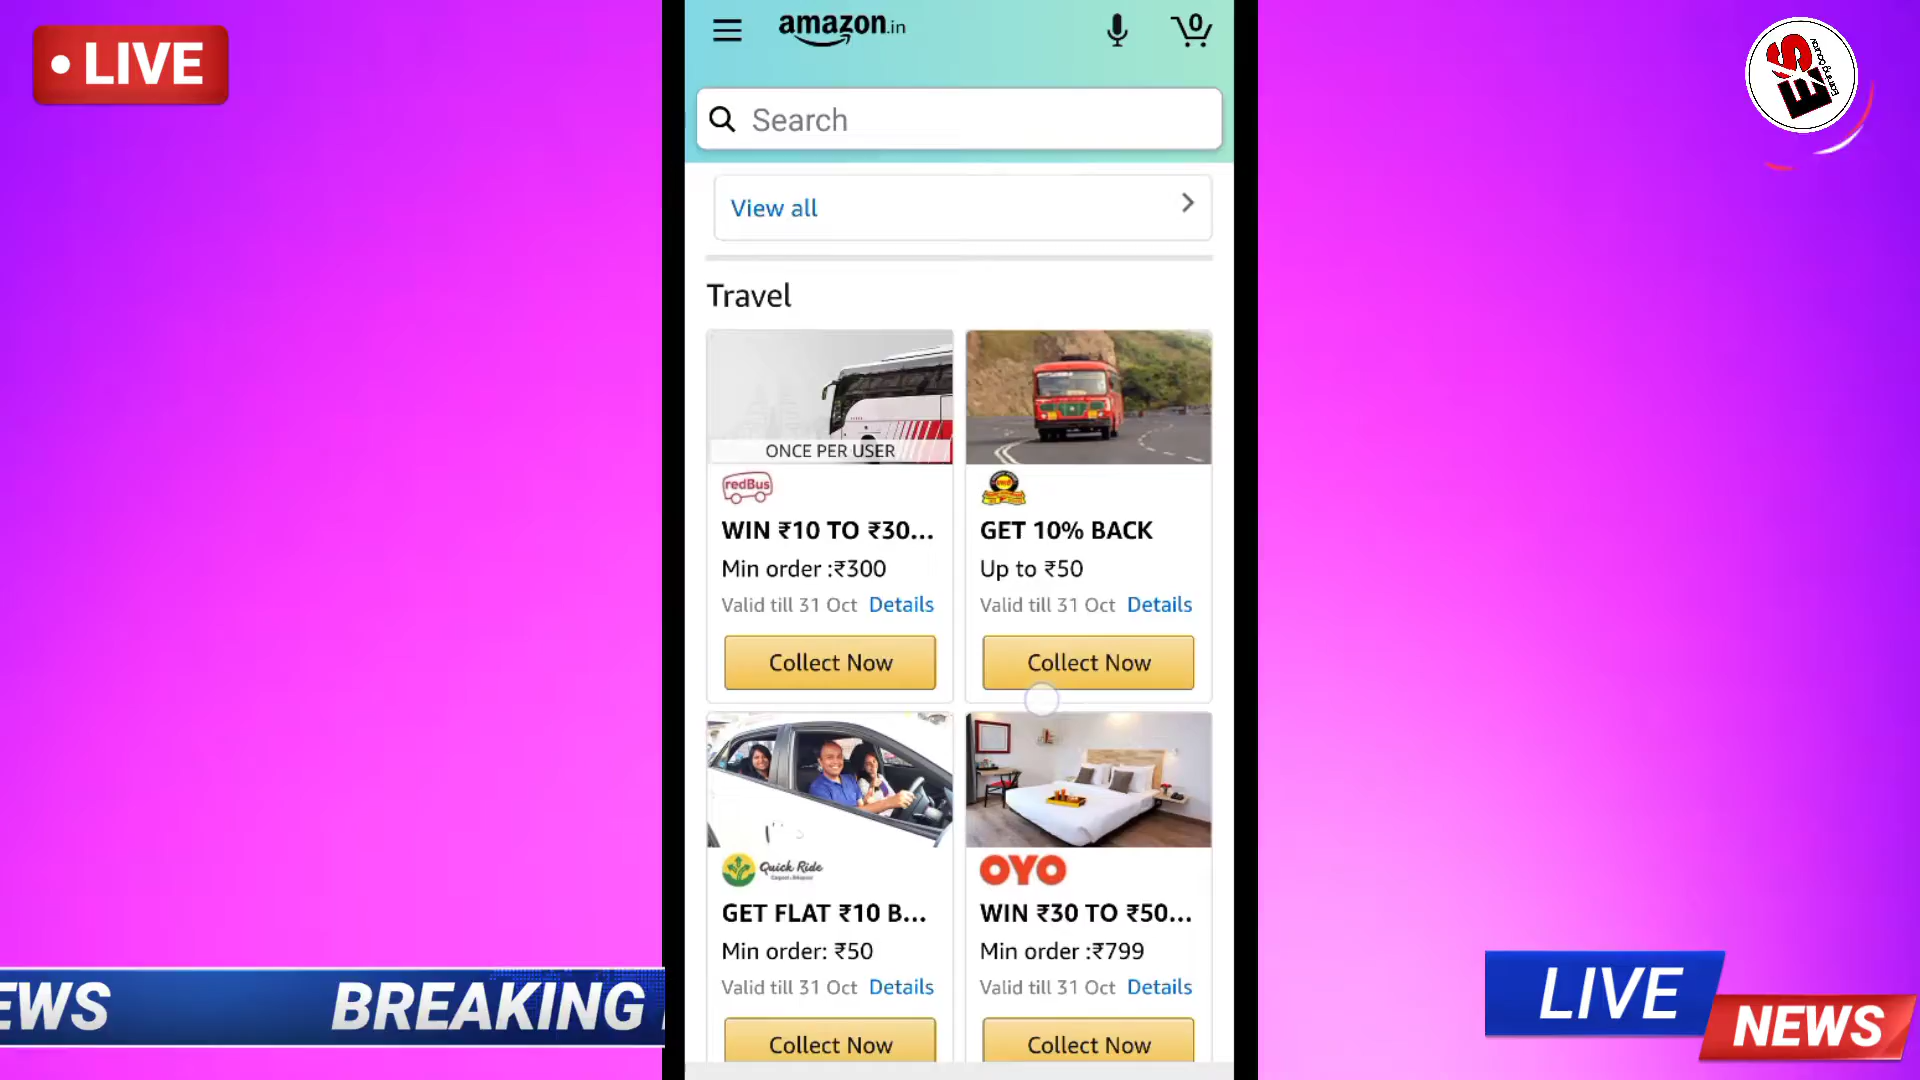 LIVE
amazon.in
0
Search
ES
View all
Travel
ONCE PER USER
redBus
WIN ₹10 TO ₹30...
GET 10% BACK
Min order :₹300
Up to ₹50
Valid till 31 Oct Details
Valid till 31 Oct Details
Collect Now
Collect Now
Quick Ride
OYO
GET FLAT ₹10 B...
WIN ₹30 TO ₹50...
Min order: ₹50
Min order :₹799
Valid till 31 Oct Details
Valid till 31 Oct Details
Collect Now
Collect Now
EWS BREAKING
LIVE
NEWS